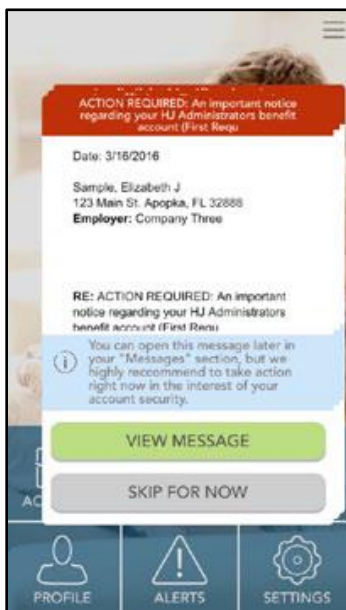 ACTION REQUIRED: An important notice
regarding your HJ Administrators benefit
account (First Requ
Date: 3/16/2016
Sample, Elizabeth J
123 Main St. Apopka, FL 32888
Employer: Company Three
RE: ACTION REQUIRED: An important
notice regarding your HJ Administrators
benefit account (First Requ
You can open this message later in
your "Messages" section, but we
highly reccommend to take action
right now in the interest of your
account security.
VIEW MESSAGE
SKIP FOR NOW
AC
PROFILE
ALERTS
SETTINGS